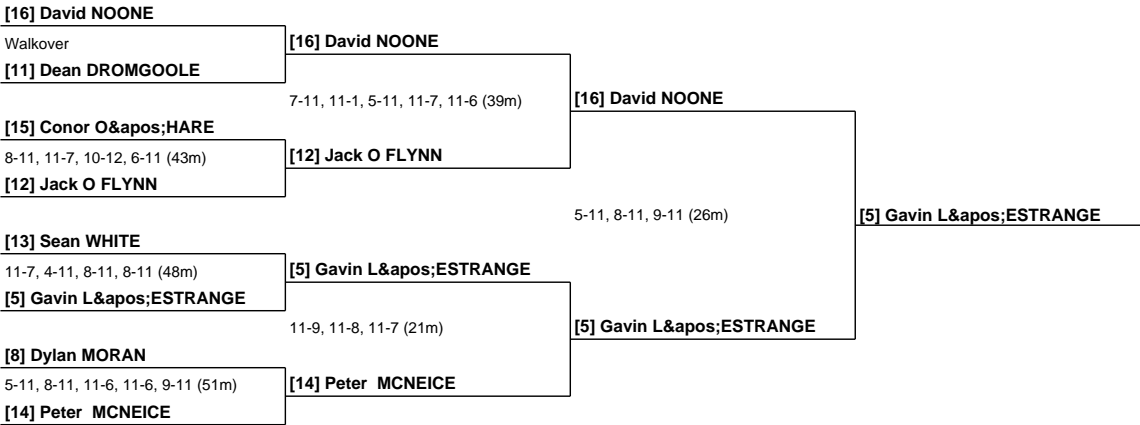 [16] David NOONE
Walkover
[16] David NOONE
[11] Dean DROMGOOLE
7-11, 11-1, 5-11, 11-7, 11-6 (39m)
[16] David NOONE
[15] Conor O&apos;HARE
8-11, 11-7, 10-12, 6-11 (43m)
[12] Jack O FLYNN
[12] Jack O FLYNN
5-11, 8-11, 9-11 (26m)
[5] Gavin L&apos;ESTRANGE
[13] Sean WHITE
11-7, 4-11, 8-11, 8-11 (48m)
[5] Gavin L&apos;ESTRANGE
[5] Gavin L&apos;ESTRANGE
11-9, 11-8, 11-7 (21m)
[5] Gavin L&apos;ESTRANGE
[8] Dylan MORAN
5-11, 8-11, 11-6, 11-6, 9-11 (51m)
[14] Peter  MCNEICE
[14] Peter  MCNEICE